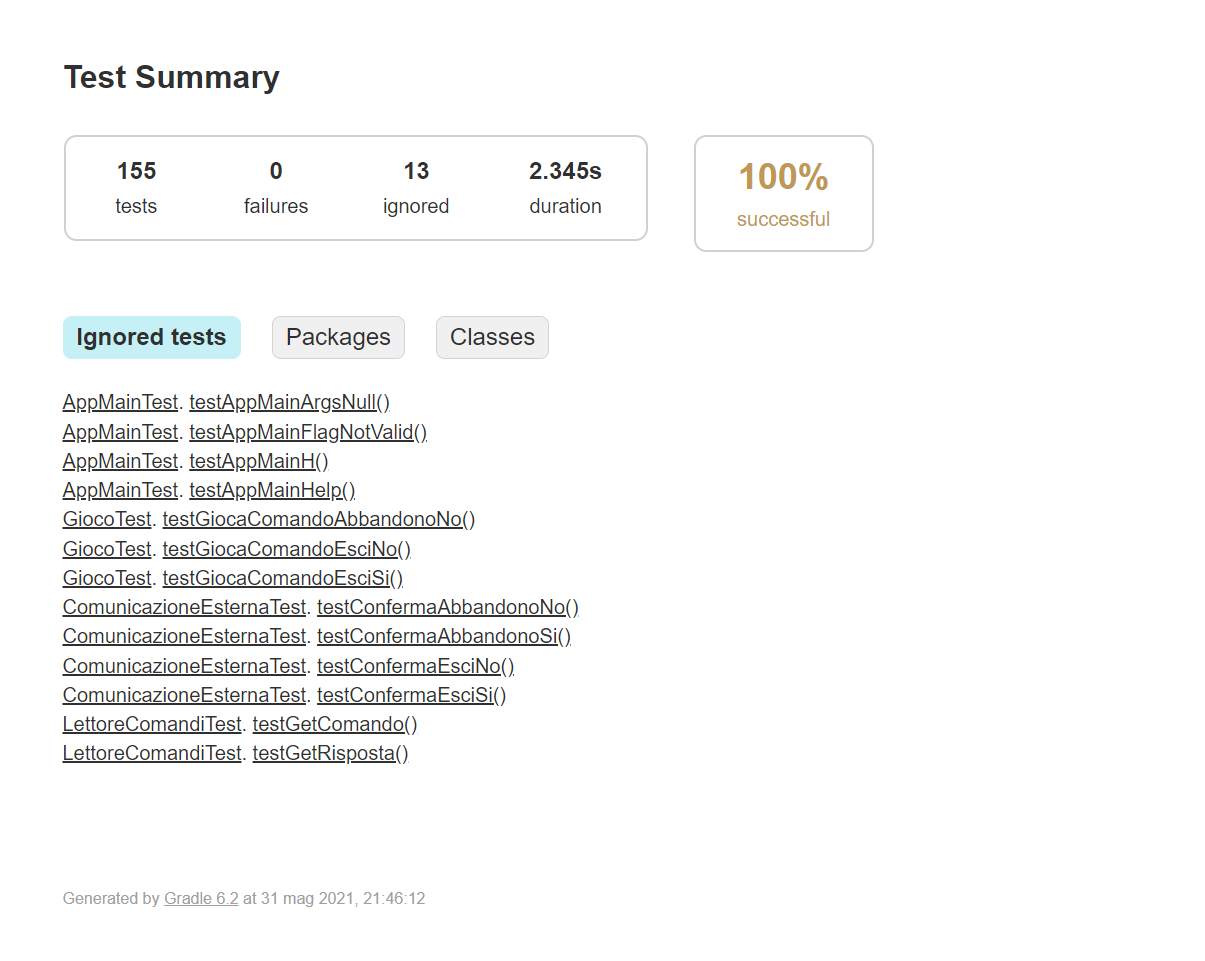 Test Summary
155 0 13 2.345s
tests failures ignored duration
100%
successful
Ignored tests Packages Classes
AppMainTest. testAppMainArgsNull()
AppMainTest. testAppMainFlagNotValid()
AppMainTest. testAppMainH()
AppMainTest. testAppMainHelp()
GiocoTest. testGiocaComandoAbbandonoNo()
GiocoTest. testGiocaComandoEsciNo()
GiocoTest. testGiocaComandoEsciSi()
ComunicazioneEsternaTest. testConfermaAbbandonoNo()
ComunicazioneEsternaTest. testConfermaAbbandonoSi()
ComunicazioneEsternaTest. testConfermaEsciNo()
ComunicazioneEsternaTest. testConfermaEsciSi()
LettoreComandiTest. testGetComando()
LettoreComandiTest. testGetRisposta()
Generated by Gradle 6.2 at 31 mag 2021, 21:46:12